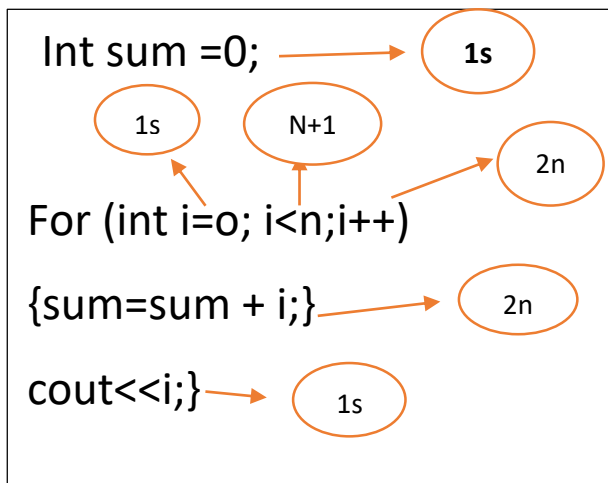 Int sum =0; 1s
1s N+1
2n
For (int i=o; i<n;i++)
{sum=sum + i;} 2n
cout<<i;} 1s